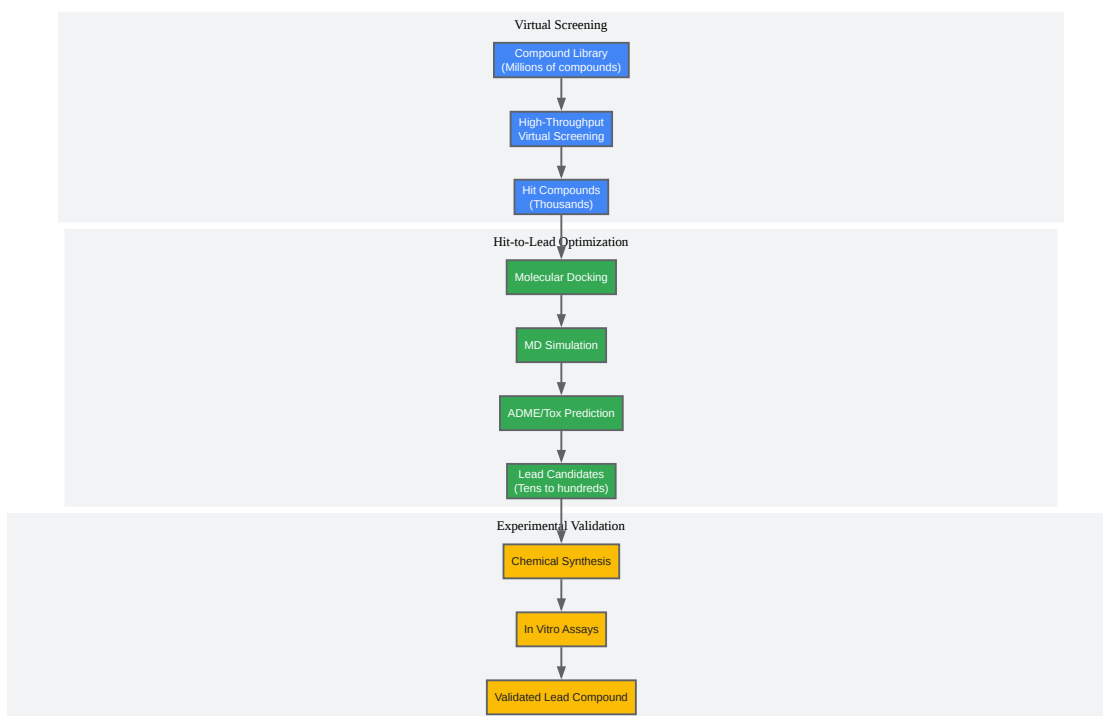 Virtual Screening
Compound Library
(Millions of compounds)
High-Throughput
Virtual Screening
Hit Compounds
(Thousands)
Hit-to-Lead Optimization
Molecular Docking
MD Simulation
ADME/Tox Prediction
Lead Candidates
(Tens to hundreds)
Experimental Validation
Chemical Synthesis
In Vitro Assays
Validated Lead Compound